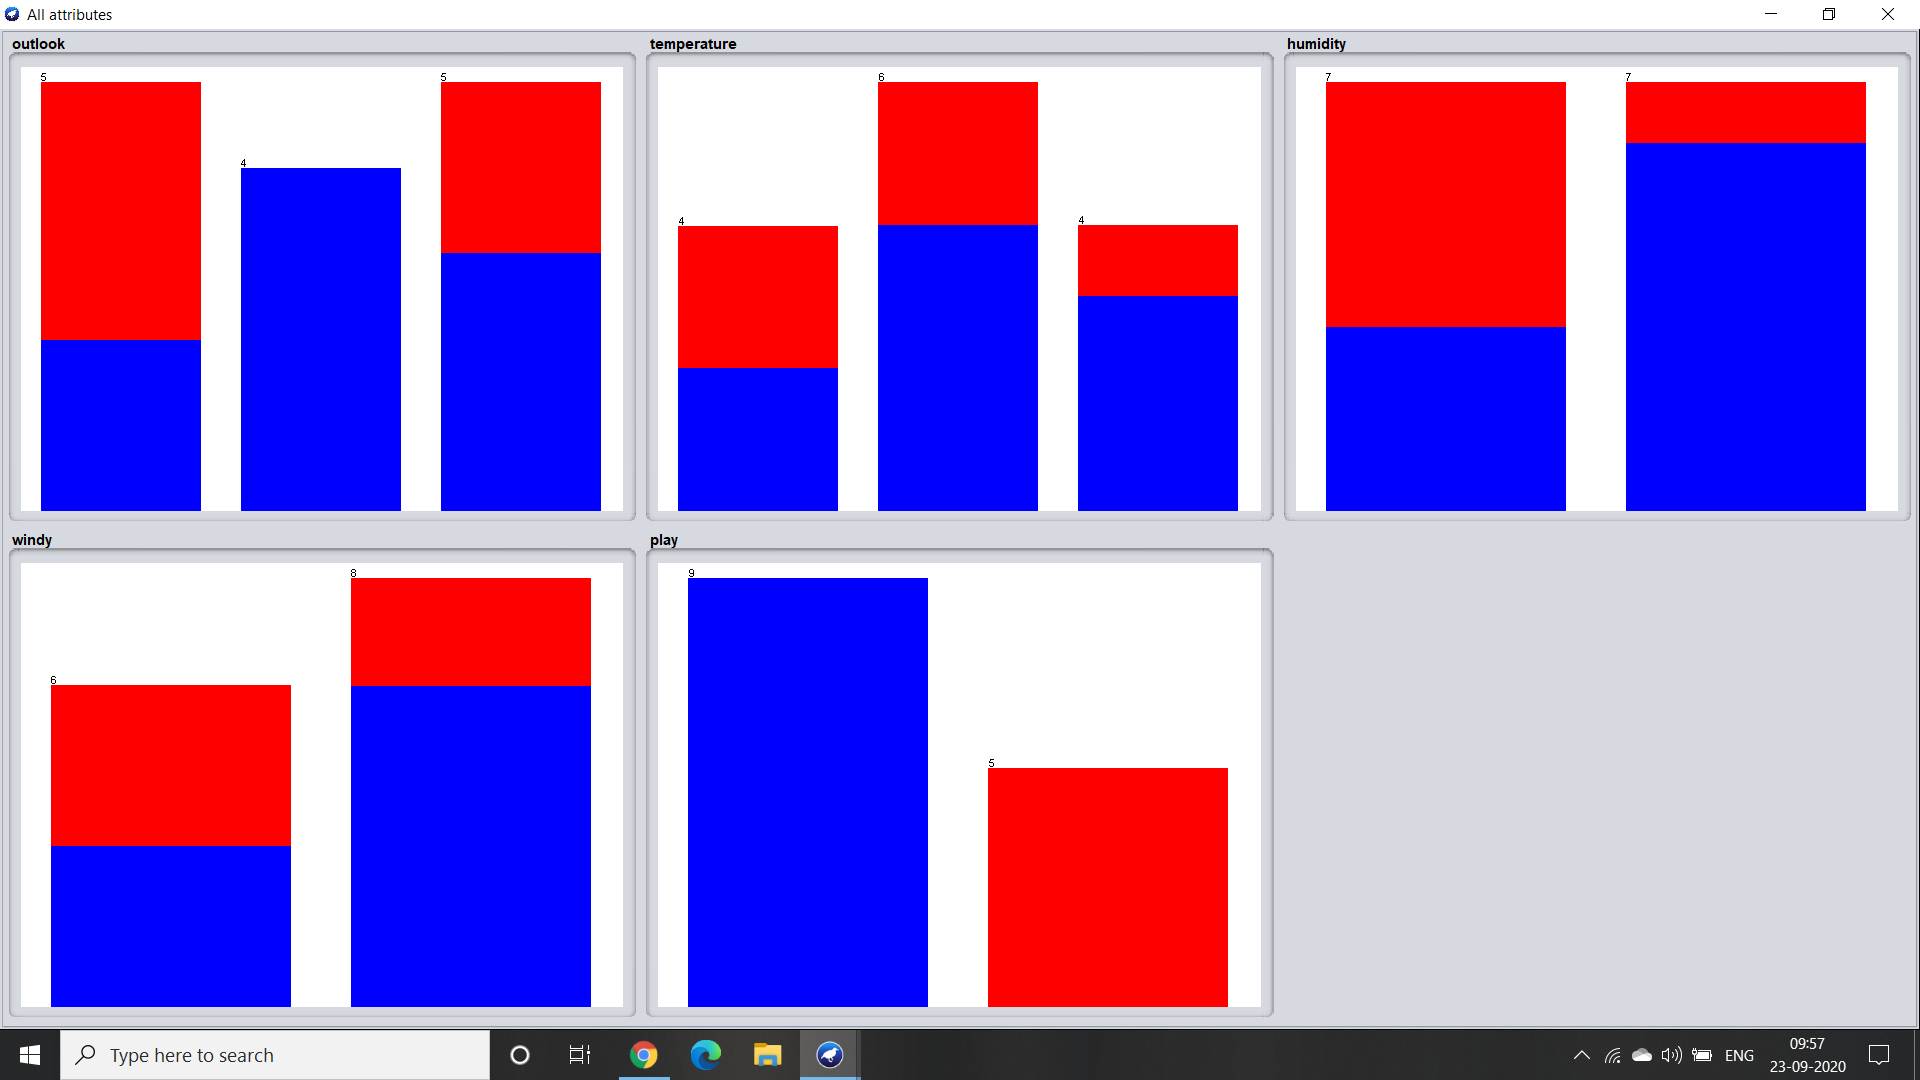 All attributes
outlook
temperature
humidity
5
4
5
4
6
4
7
7
windy
play
6
8
9
5
Type here to search
ENG
09:57
23-09-2020